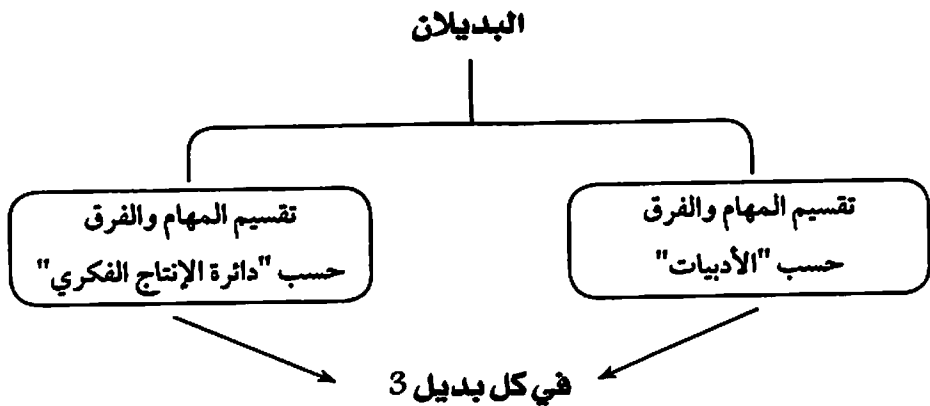 البديلان
تقسيم المهام والفرق
حسب "الأدبيات"
تقسيم المهام والفرق
حسب "دائرة الإنتاج الفكري"
في كل بديل 3